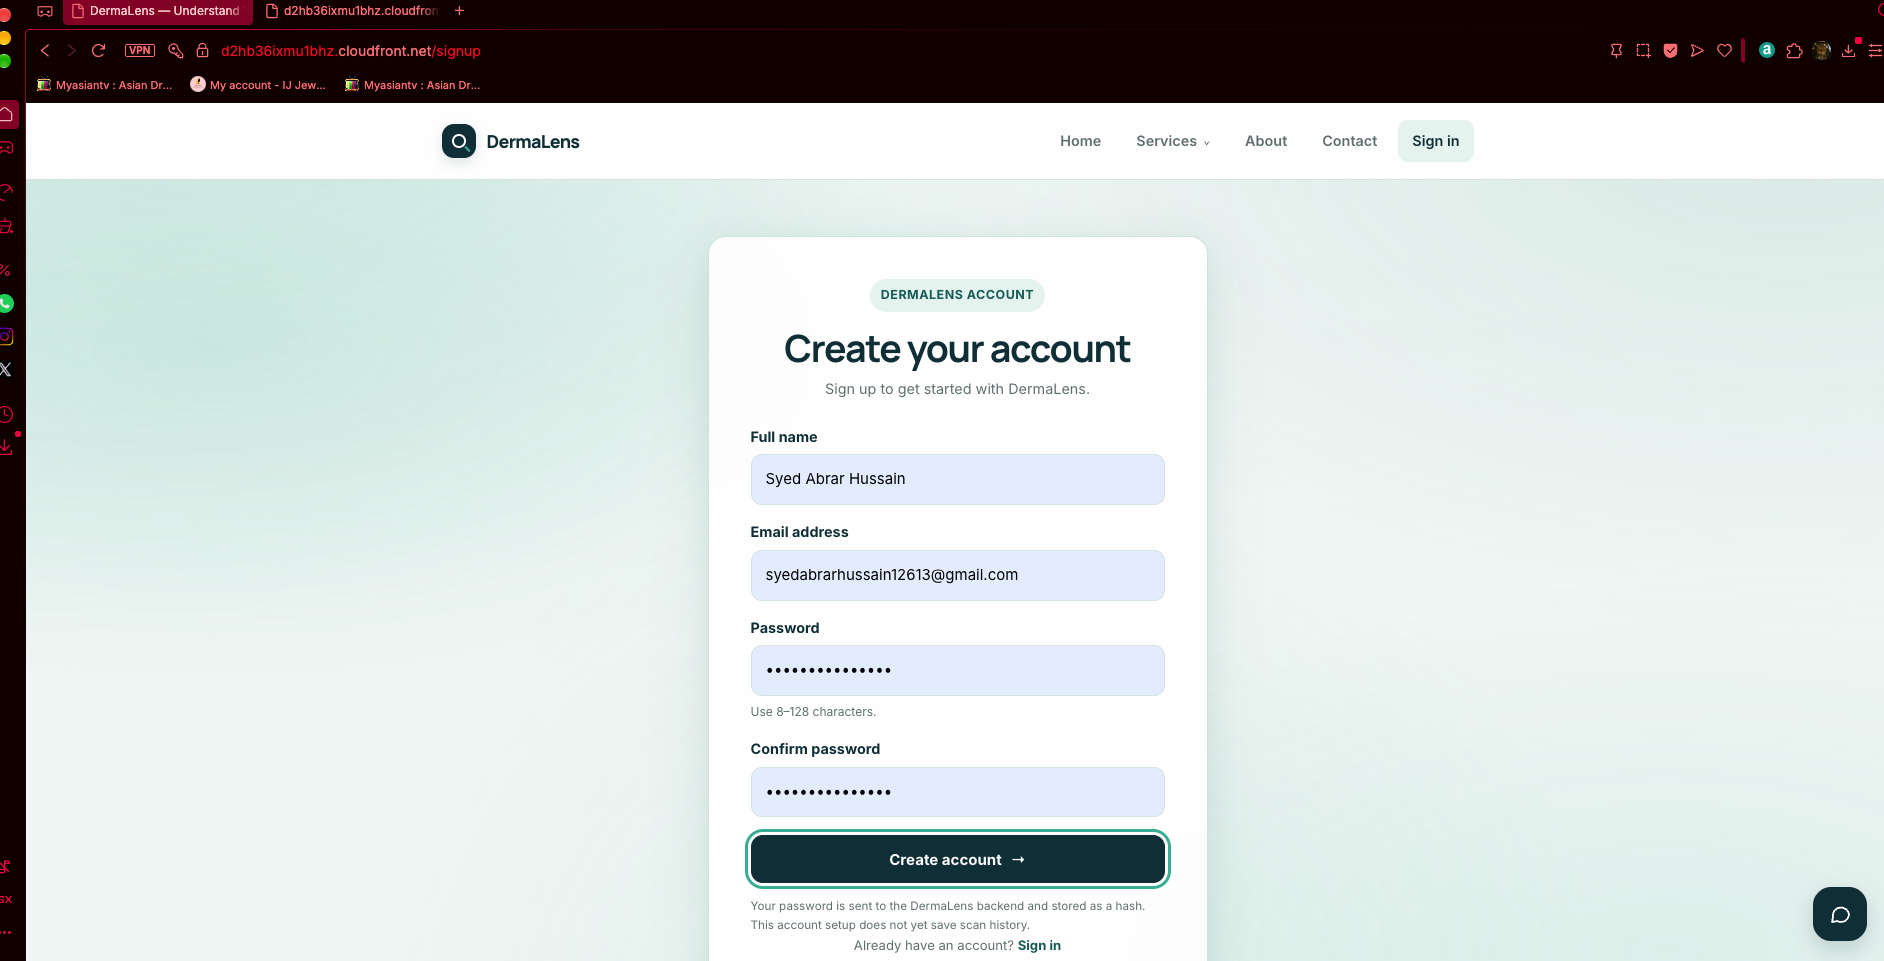 DermaLens — Understand
d2hb36ixmu1bhz.cloudfron
VPN
d2hb36ixmu1bhz.cloudfront.net/signup
Myasiantv : Asian Dr...
My account - IJ Jew...
Myasiantv : Asian Dr...
DermaLens
Home
Services
About
Contact
Sign in
DERMALENS ACCOUNT
Create your account
Sign up to get started with DermaLens.
Full name
Syed Abrar Hussain
Email address
syedabrarhussain12613@gmail.com
Password
•••••••••••••••
Use 8–128 characters.
Confirm password
•••••••••••••••
Create account →
Your password is sent to the DermaLens backend and stored as a hash.
This account setup does not yet save scan history.
Already have an account? Sign in